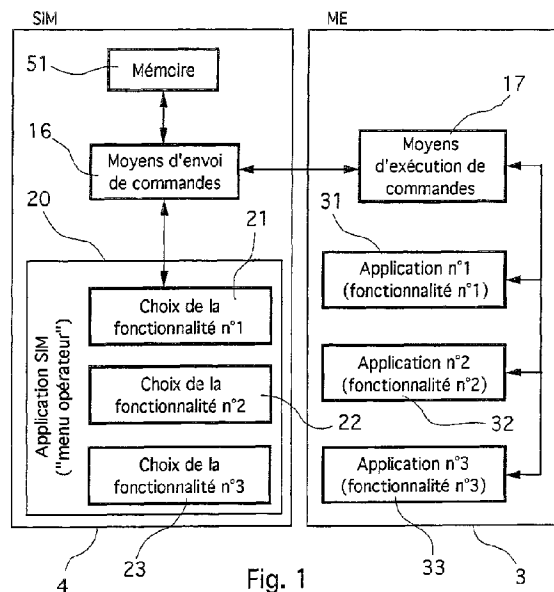 SIM
ME
51
Mémoire
17
16
Moyens d'envoi
de commandes
Moyens
d'exécution de
commandes
20
21
31
Application SIM
("menu opérateur")
Choix de la
fonctionnalité n°1
Application n°1
(fonctionnalité n°1)
Choix de la
fonctionnalité n°2
22
Application n°2
(fonctionnalité n°2)
32
Choix de la
fonctionnalité n°3
Application n°3
(fonctionnalité n°3)
4
23
33
3
Fig. 1